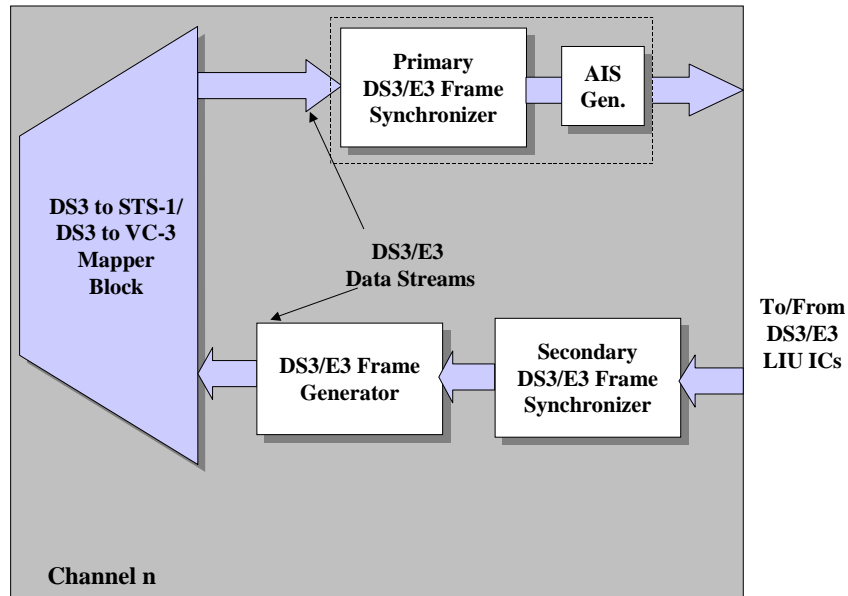 Primary
DS3/E3 Frame
Synchronizer
AIS
Gen.
DS3 to STS-1/
DS3 to VC-3
Mapper
Block
DS3/E3
Data Streams
To/From
DS3/E3
LIU ICs
DS3/E3 Frame
Generator
Secondary
DS3/E3 Frame
Synchronizer
Channel n